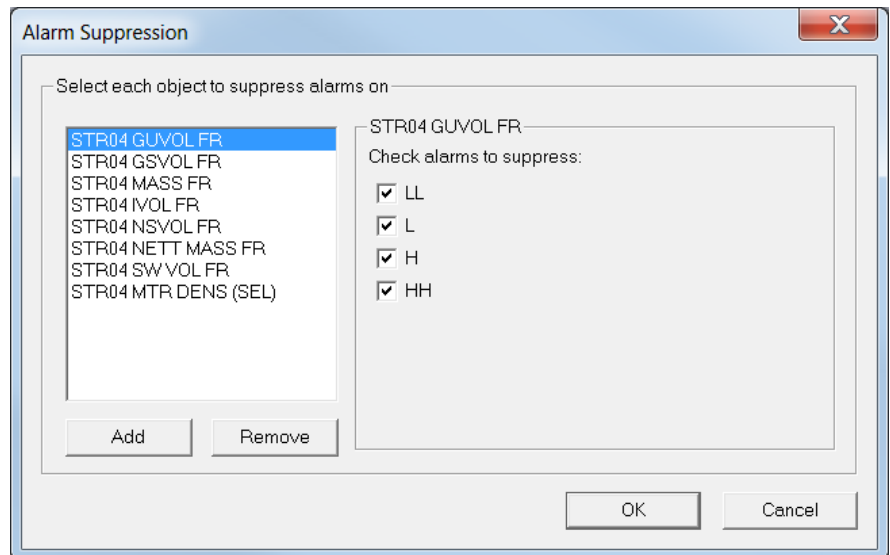 Alarm Suppression
X
Select each object to suppress alarms on
STR04 GUVOL FR
STR04 GSVOL FR
STR04 MASS FR
STR04 IVOL FR
STR04 NSVOL FR
STR04 NETT MASS FR
STR04 SW VOL FR
STR04 MTR DENS (SEL)
Add
Remove
STR04 GUVOL FR
Check alarms to suppress:
LL
L
H
HH
OK
Cancel